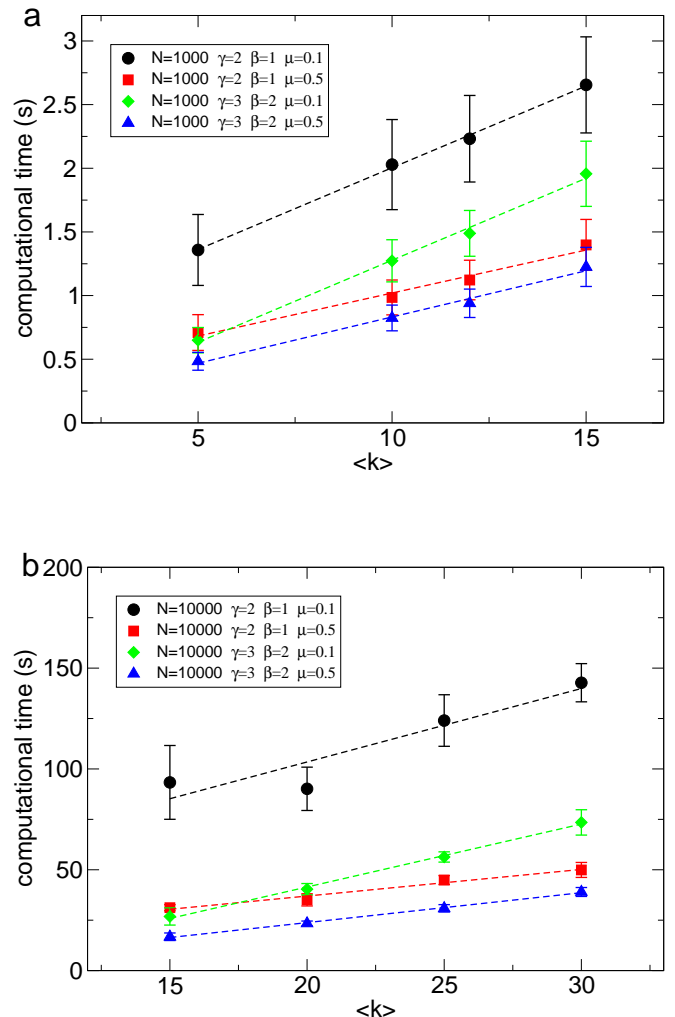 a
3
2.5
2
1.5
1
0.5
0
computational time (s)
N=1000 γ=2 β=1 μ=0.1
N=1000 γ=2 β=1 μ=0.5
N=1000 γ=3 β=2 μ=0.1
N=1000 γ=3 β=2 μ=0.5
5 10 15
<k>
b
200
150
100
50
0
computational time (s)
N=10000 γ=2 β=1 μ=0.1
N=10000 γ=2 β=1 μ=0.5
N=10000 γ=3 β=2 μ=0.1
N=10000 γ=3 β=2 μ=0.5
15 20 25 30
<k>